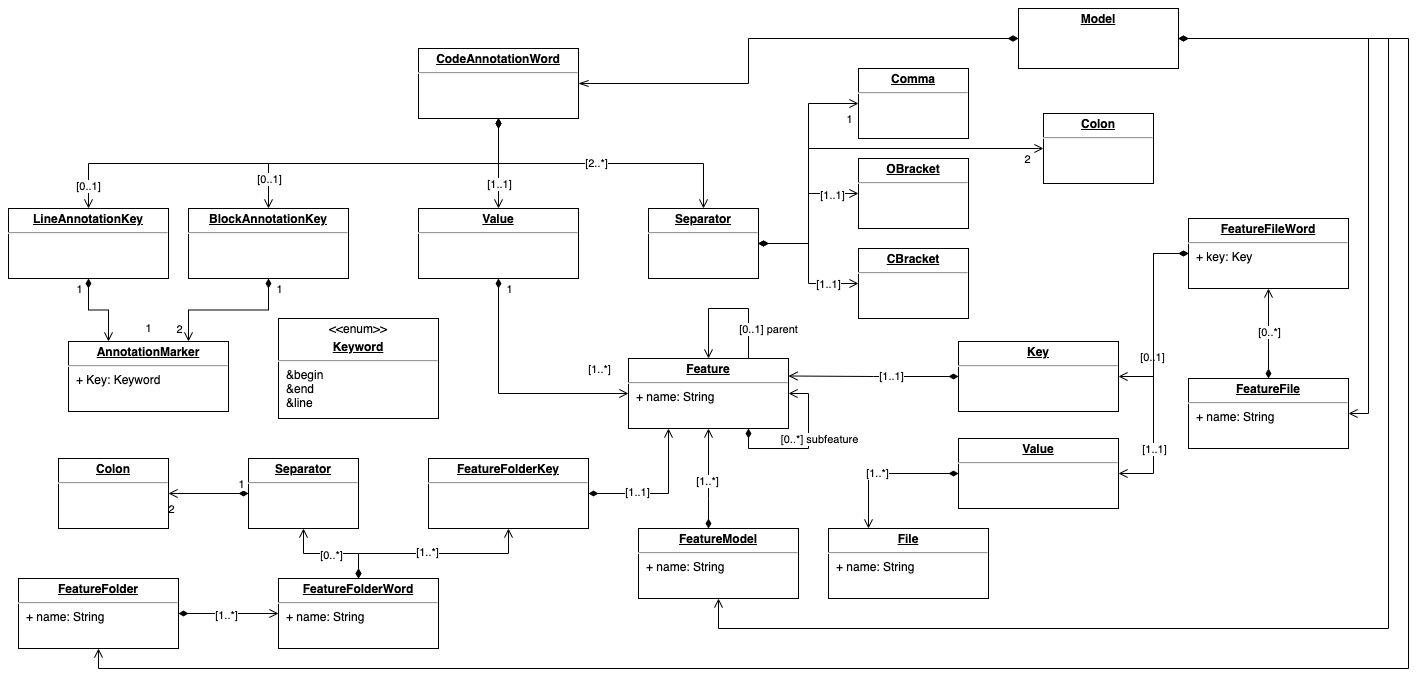 Model
CodeAnnotationWord
Comma
1
Colon
2
[2..*]
[0..1]
[0..1]
[1..1]
OBracket
[1..1]
LineAnnotationKey
BlockAnnotationKey
Value
Separator
FeatureFileWord
+ key: Key
CBracket
[1..1]
1
1
1
1
2
<<enum>>
Keyword
&begin
&end
&line
[0..1] parent
[0..*]
AnnotationMarker
+ Key: Keyword
[1..*]
Feature
+ name: String
[1..1]
Key
[0..1]
FeatureFile
+ name: String
[0..*] subfeature
Value
[1..1]
[1..*]
Colon
1
2
Separator
FeatureFolderKey
[1..1]
[1..*]
FeatureModel
+ name: String
File
+ name: String
[0..*]
[1..*]
FeatureFolder
+ name: String
[1..*]
FeatureFolderWord
+ name: String